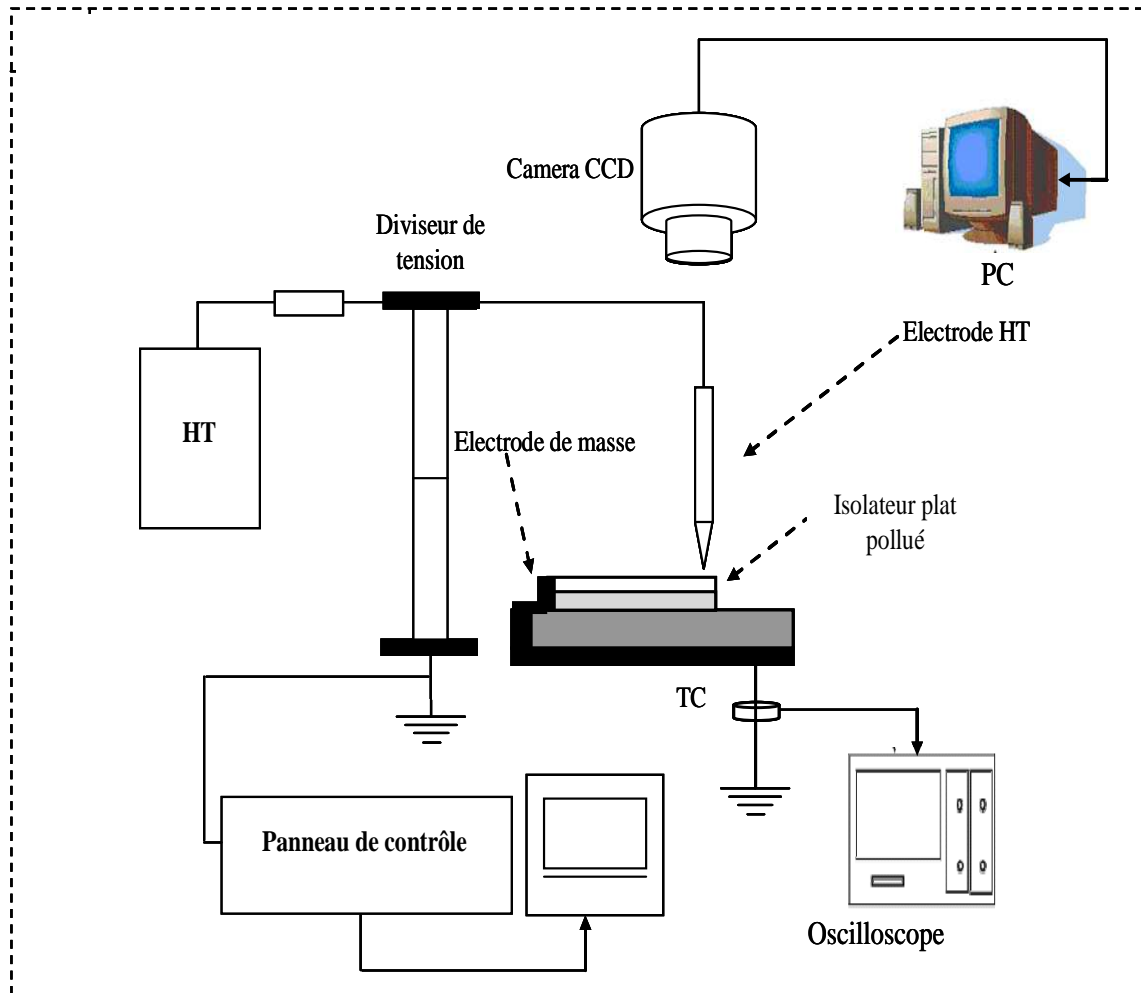 Camera CCD
Diviseur de
tension
PC
Electrode HT
HT
Electrode de masse
Isolateur plat
pollué
TC
Panneau de contrôle
Oscilloscope